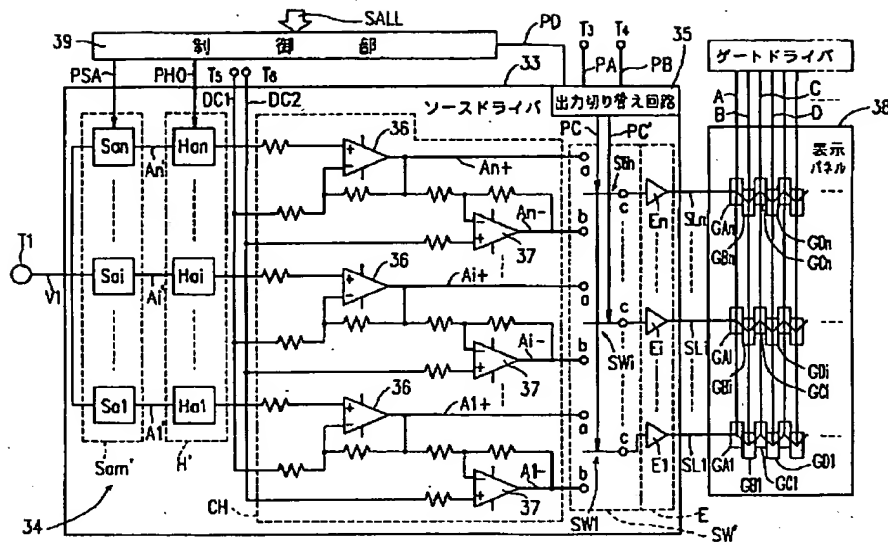 SALL
39
制御部
PD
T3
T4
35
PSA
PHO
T5
T6
33
PA
PB
ゲートドライバ
DC1
DC2
ソースドライバ
出力切り替え回路
A
B
C
D
38
PC
PC'
表示パネル
San
An'
Han
+
-
36
An+
a
SWn
c
En
SLn
GAn
GBn
GCn
GDn
An-
b
-
+
37
T1
V1
Sai
Ai'
Hai
+
-
36
Ai+
a
c
Ei
SLi
GAi
GBi
GCi
GDi
Ai-
b
SWi
-
+
37
Sa1
A1'
Ha1
+
-
36
A1+
a
c
E1
SL1
GA1
GB1
GC1
GD1
A1-
b
-
+
37
Sam'
H'
34
CH
SW1
E
SW'